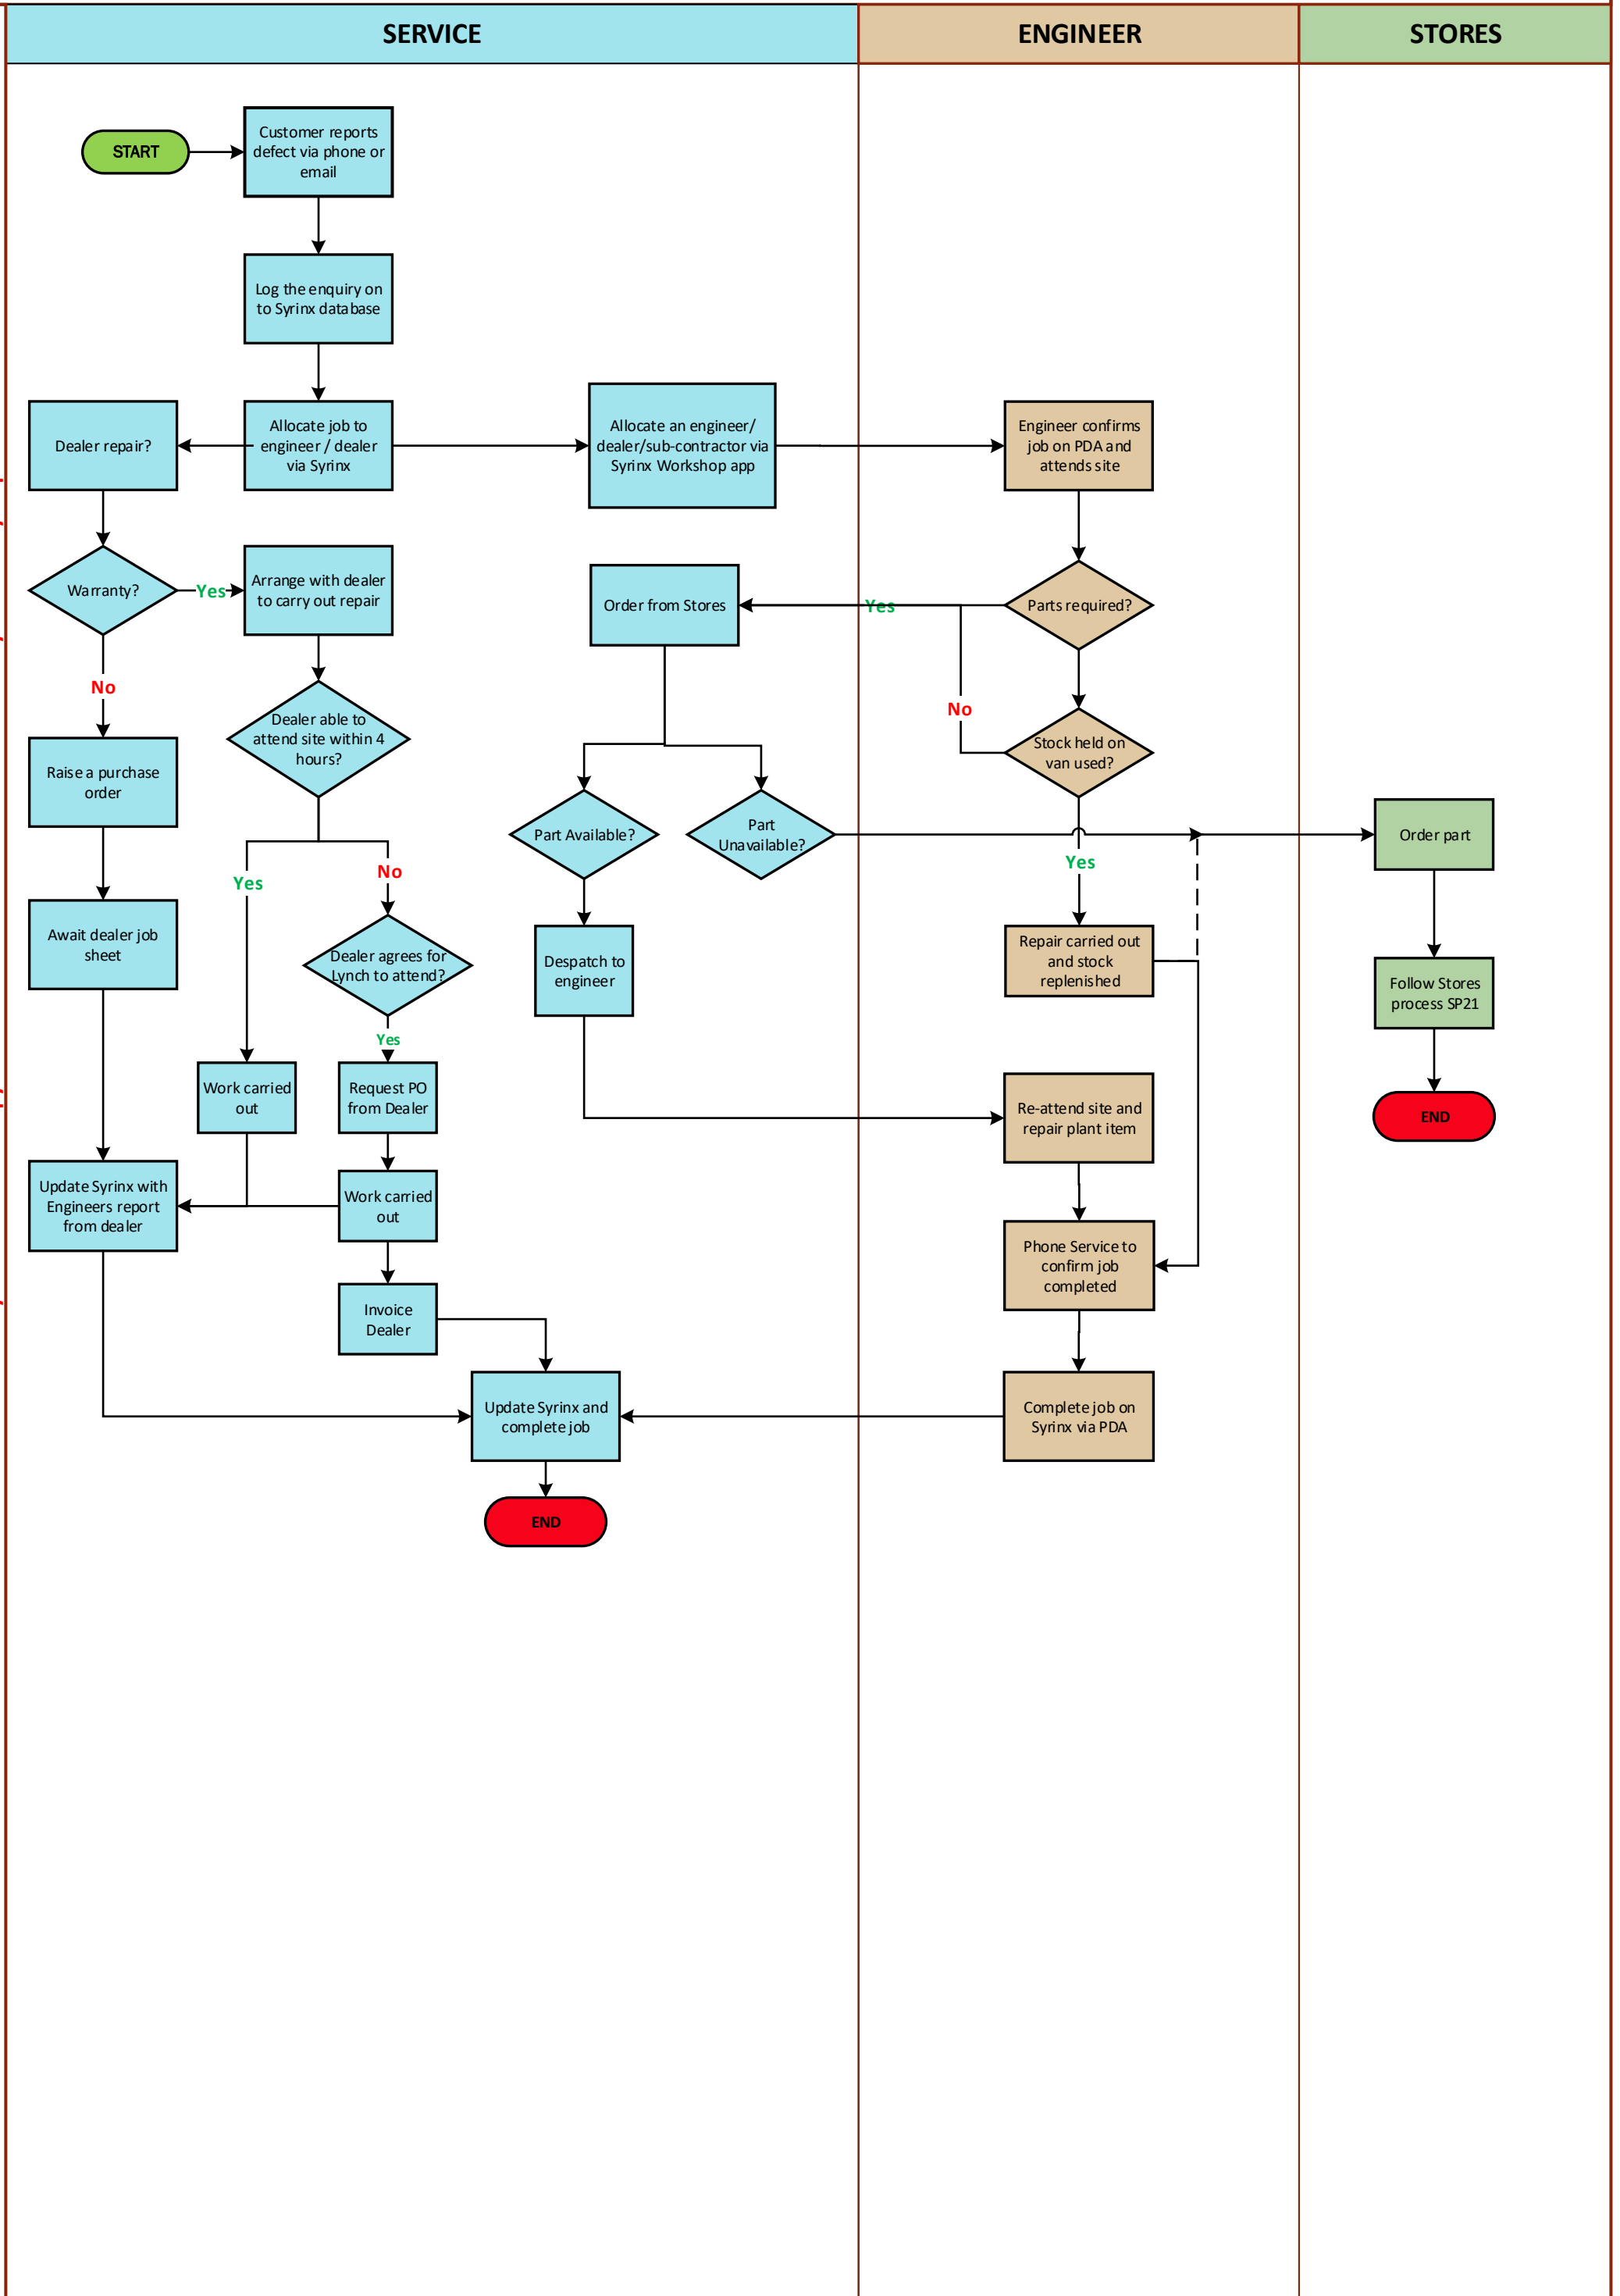 SERVICE
ENGINEER
STORES
START
Customer reports
defect via phone or
email
Log the enquiry on
to Syrinx database
Dealer repair?
Allocate job to
engineer / dealer
via Syrinx
Allocate an engineer/
dealer/sub-contractor via
Syrinx Workshop app
Engineer confirms
job on PDA and
attends site
Warranty?
Yes
Arrange with dealer
to carry out repair
Order from Stores
Yes
Parts required?
No
Dealer able to
attend site within 4
hours?
No
Stock held on
van used?
Raise a purchase
order
Part Available?
Part
Unavailable?
Order part
Yes
No
Yes
Await dealer job
sheet
Dealer agrees for
Lynch to attend?
Despatch to
engineer
Repair carried out
and stock
replenished
Follow Stores
process SP21
Yes
Work carried
out
Request PO
from Dealer
Re-attend site and
repair plant item
END
Update Syrinx with
Engineers report
from dealer
Work carried
out
Phone Service to
confirm job
completed
Invoice
Dealer
Update Syrinx and
complete job
Complete job on
Syrinx via PDA
END